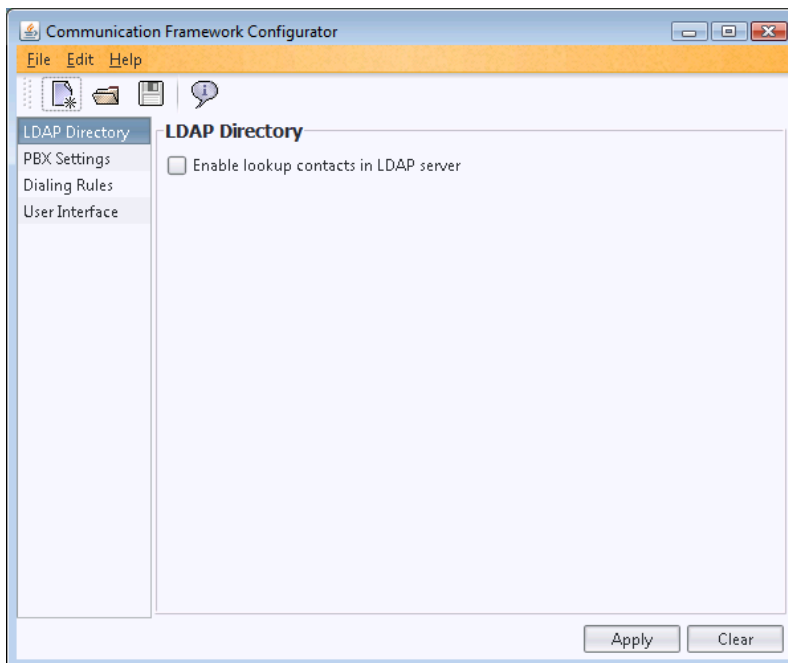 Communication Framework Configurator
File Edit Help
LDAP Directory
PBX Settings
Dialing Rules
User Interface
LDAP Directory
Enable lookup contacts in LDAP server
Apply Clear